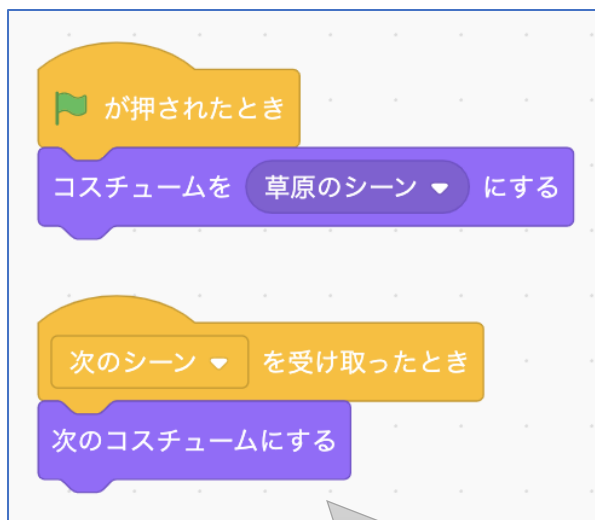 が押されたとき
コスチュームを 草原のシーン にする
次のシーン を受け取ったとき
次のコスチュームにする